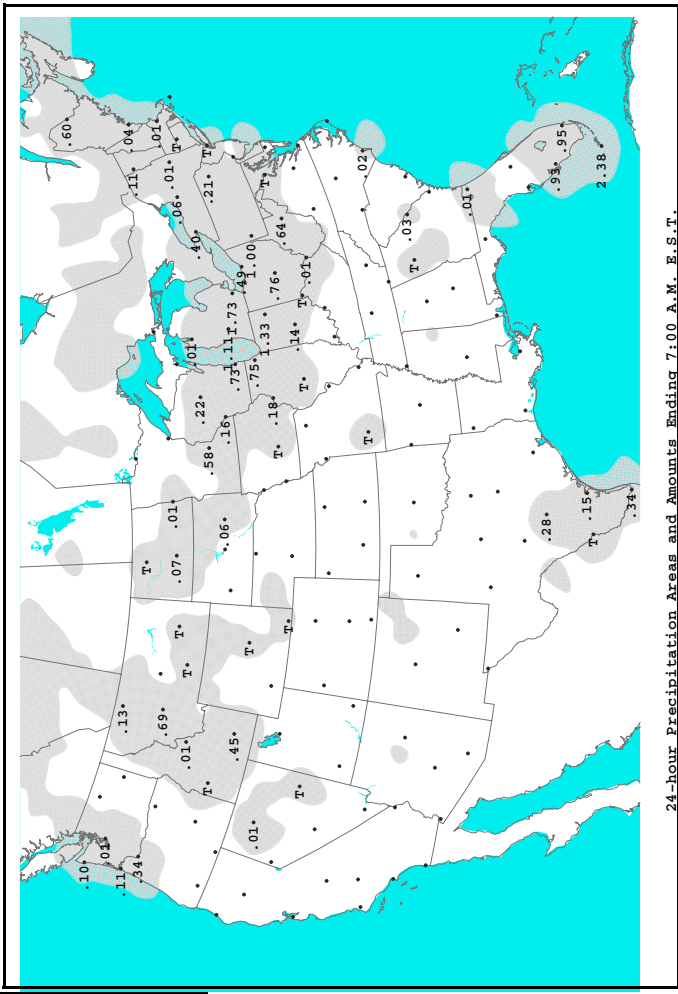 .60
.10
.01
.11
.13
.04
.11
.34
T
.01
.69
.01
.01
T
.07
.06
T
.01
T
.01
.40
.22
T
T
.58
.21
.16
.06
1.11
1.73
.45
.73
.49
T
1.00
.01
.75
T
1.33
.18
.76
T
.64
T
.14
T
T
T
.01
.02
T
.03
T
.01
.28
.93
.95
.15
T
2.38
.34
24-hour Precipitation Areas and Amounts Ending 7:00 A.M. E.S.T.